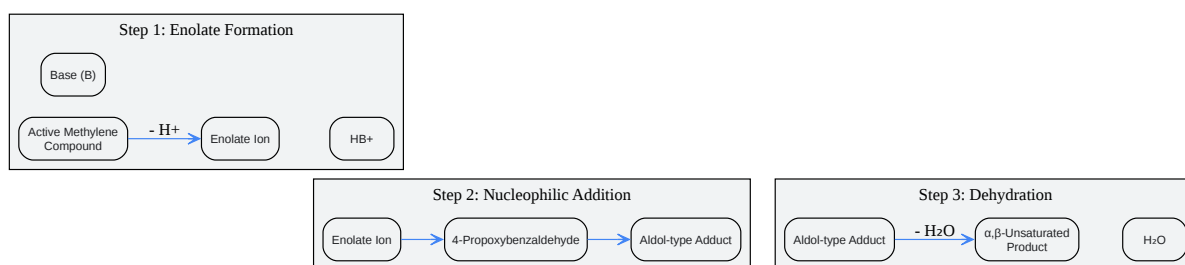 Step 1: Enolate Formation
Base (B)
Active Methylene
Compound
- H+
Enolate Ion
HB+
Step 2: Nucleophilic Addition
Enolate Ion
4-Propoxybenzaldehyde
Aldol-type Adduct
Step 3: Dehydration
Aldol-type Adduct
- H₂O
α,β-Unsaturated
Product
H₂O